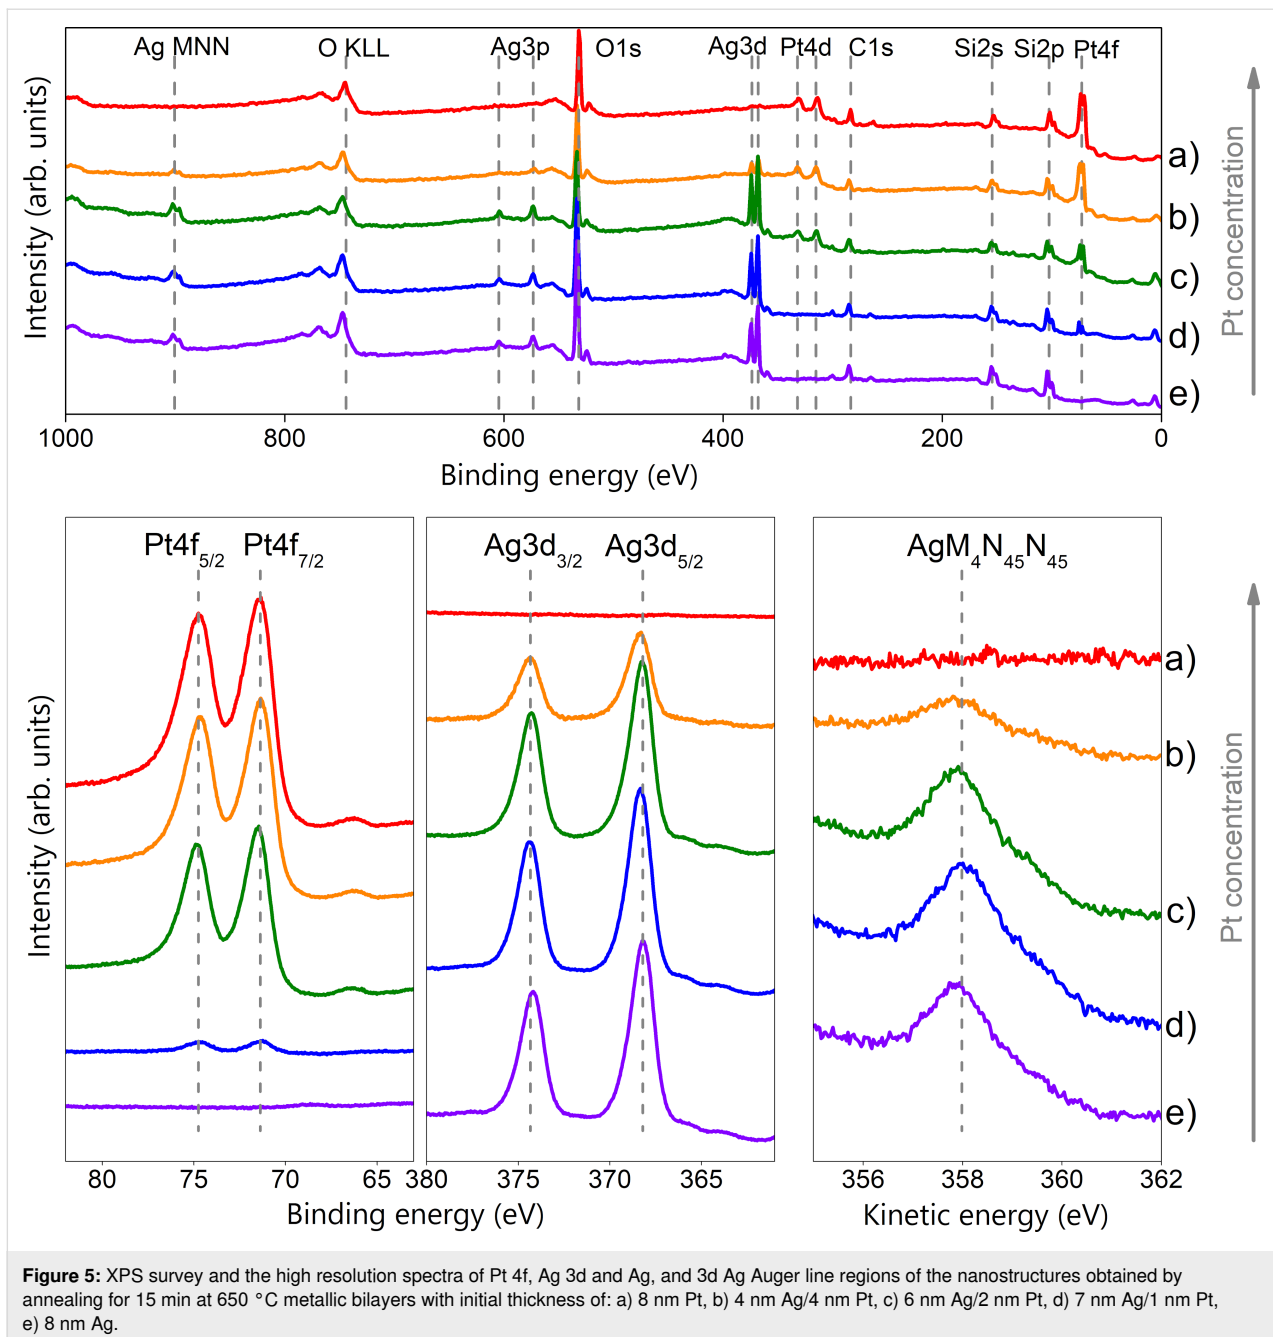 Ag MNN O KLL Ag3p O1s Ag3d Pt4d C1s Si2s Si2p Pt4f
Intensity (arb. units)
a)
b)
c)
d)
e)
Pt concentration
1000 800 600 400 200 0
Binding energy (eV)
Pt4f5/2 Pt4f7/2
Ag3d3/2 Ag3d5/2
AgM4N45N45
Intensity (arb. units)
a)
b)
c)
d)
e)
Pt concentration
80 75 70 65
380 375 370 365
356 358 360 362
Binding energy (eV)
Kinetic energy (eV)
Figure 5: XPS survey and the high resolution spectra of Pt 4f, Ag 3d and Ag, and 3d Ag Auger line regions of the nanostructures obtained by
annealing for 15 min at 650 °C metallic bilayers with initial thickness of: a) 8 nm Pt, b) 4 nm Ag/4 nm Pt, c) 6 nm Ag/2 nm Pt, d) 7 nm Ag/1 nm Pt,
e) 8 nm Ag.